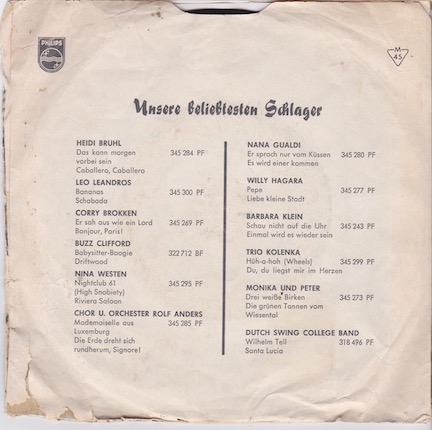 PHILIPS
M
45
Unsere beliebtesten Schlager
HEIDI BRUHL
Das kann morgen 345 284 PF
vorbei sein
Caballero, Caballero
LEO LEANDROS
Bananas 345 300 PF
Schabada
CORRY BROKKEN
Er sah aus wie ein Lord 345 269 PF
Bonjour, Paris!
BUZZ CLIFFORD
Babysitter-Boogie 322 712 BF
Driftwood
NINA WESTEN
Nightclub 61 345 295 PF
(High Snobiety)
Riviera Saloon
CHOR U. ORCHESTER ROLF ANDERS
Mademoiselle aus 345 285 PF
Luxemburg
Die Erde dreht sich
rundherum, Signore!
NANA GUALDI
Er sprach nur vom Küssen 345 280 PF
Es wird einer kommen
WILLY HAGARA
Pepe 345 277 PF
Liebe kleine Stadt
BARBARA KLEIN
Schau nicht auf die Uhr 345 243 PF
Einmal wird es wieder sein
TRIO KOLENKA
Hüh-a-hoh (Wheels) 345 299 PF
Du, du liegst mir im Herzen
MONIKA UND PETER
Drei weiße Birken 345 273 PF
Die grünen Tannen vom
Wiesental
DUTCH SWING COLLEGE BAND
Wilhelm Tell 318 496 PF
Santa Lucia